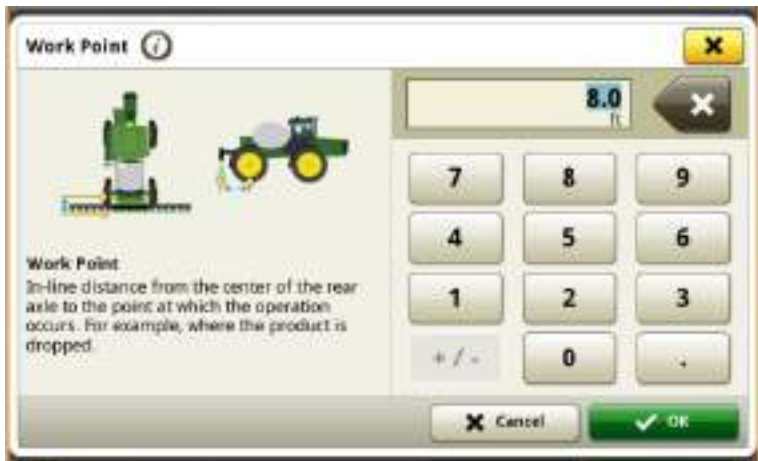 Work Point i
8.0
ft
7 8 9
4 5 6
Work Point
In-line distance from the center of the rear
axle to the point at which the operation
occurs. For example, where the product is
dropped.
1 2 3
+ / - 0 .
Cancel OK